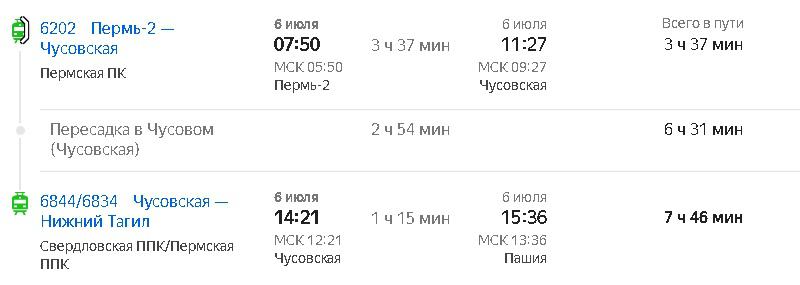 6202 Пермь-2 —
Чусовская
Пермская ПК
6 июля
07:50
МСК 05:50
Пермь-2
3 ч 37 мин
6 июля
11:27
МСК 09:27
Чусовская
Всего в пути
3 ч 37 мин
Пересадка в Чусовом
(Чусовская)
2 ч 54 мин
6 ч 31 мин
6844/6834 Чусовская —
Нижний Тагил
Свердловская ППК/Пермская
ППК
6 июля
14:21
МСК 12:21
Чусовская
1 ч 15 мин
6 июля
15:36
МСК 13:36
Пашия
7 ч 46 мин